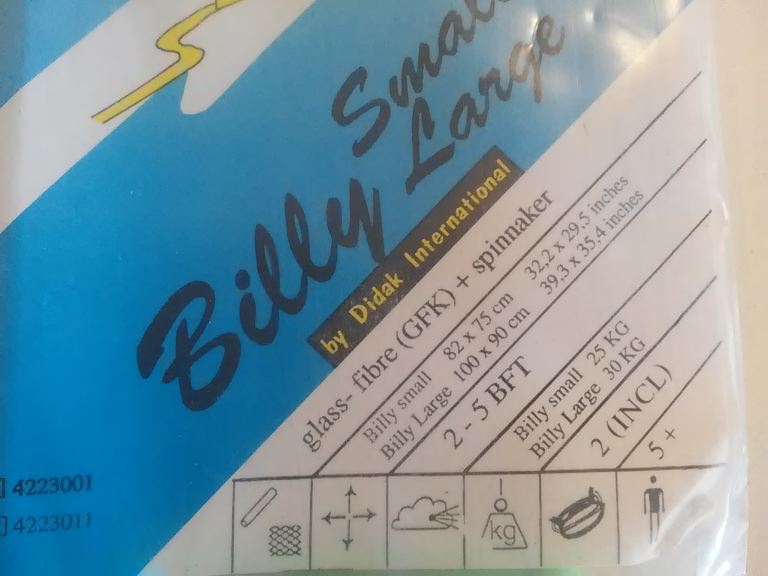 Small
Large
Billy
by Didak International
glass- fibre (GFK) + spinnaker
Billy small 82 x 75 cm 32,2 x 29,5 inches
Billy Large 100 x 90 cm 39,3 x 35,4 inches
2 - 5 BFT
Billy small 25 KG
Billy Large 30 KG
2 (INCL)
5 +
kg
4223001
4223011